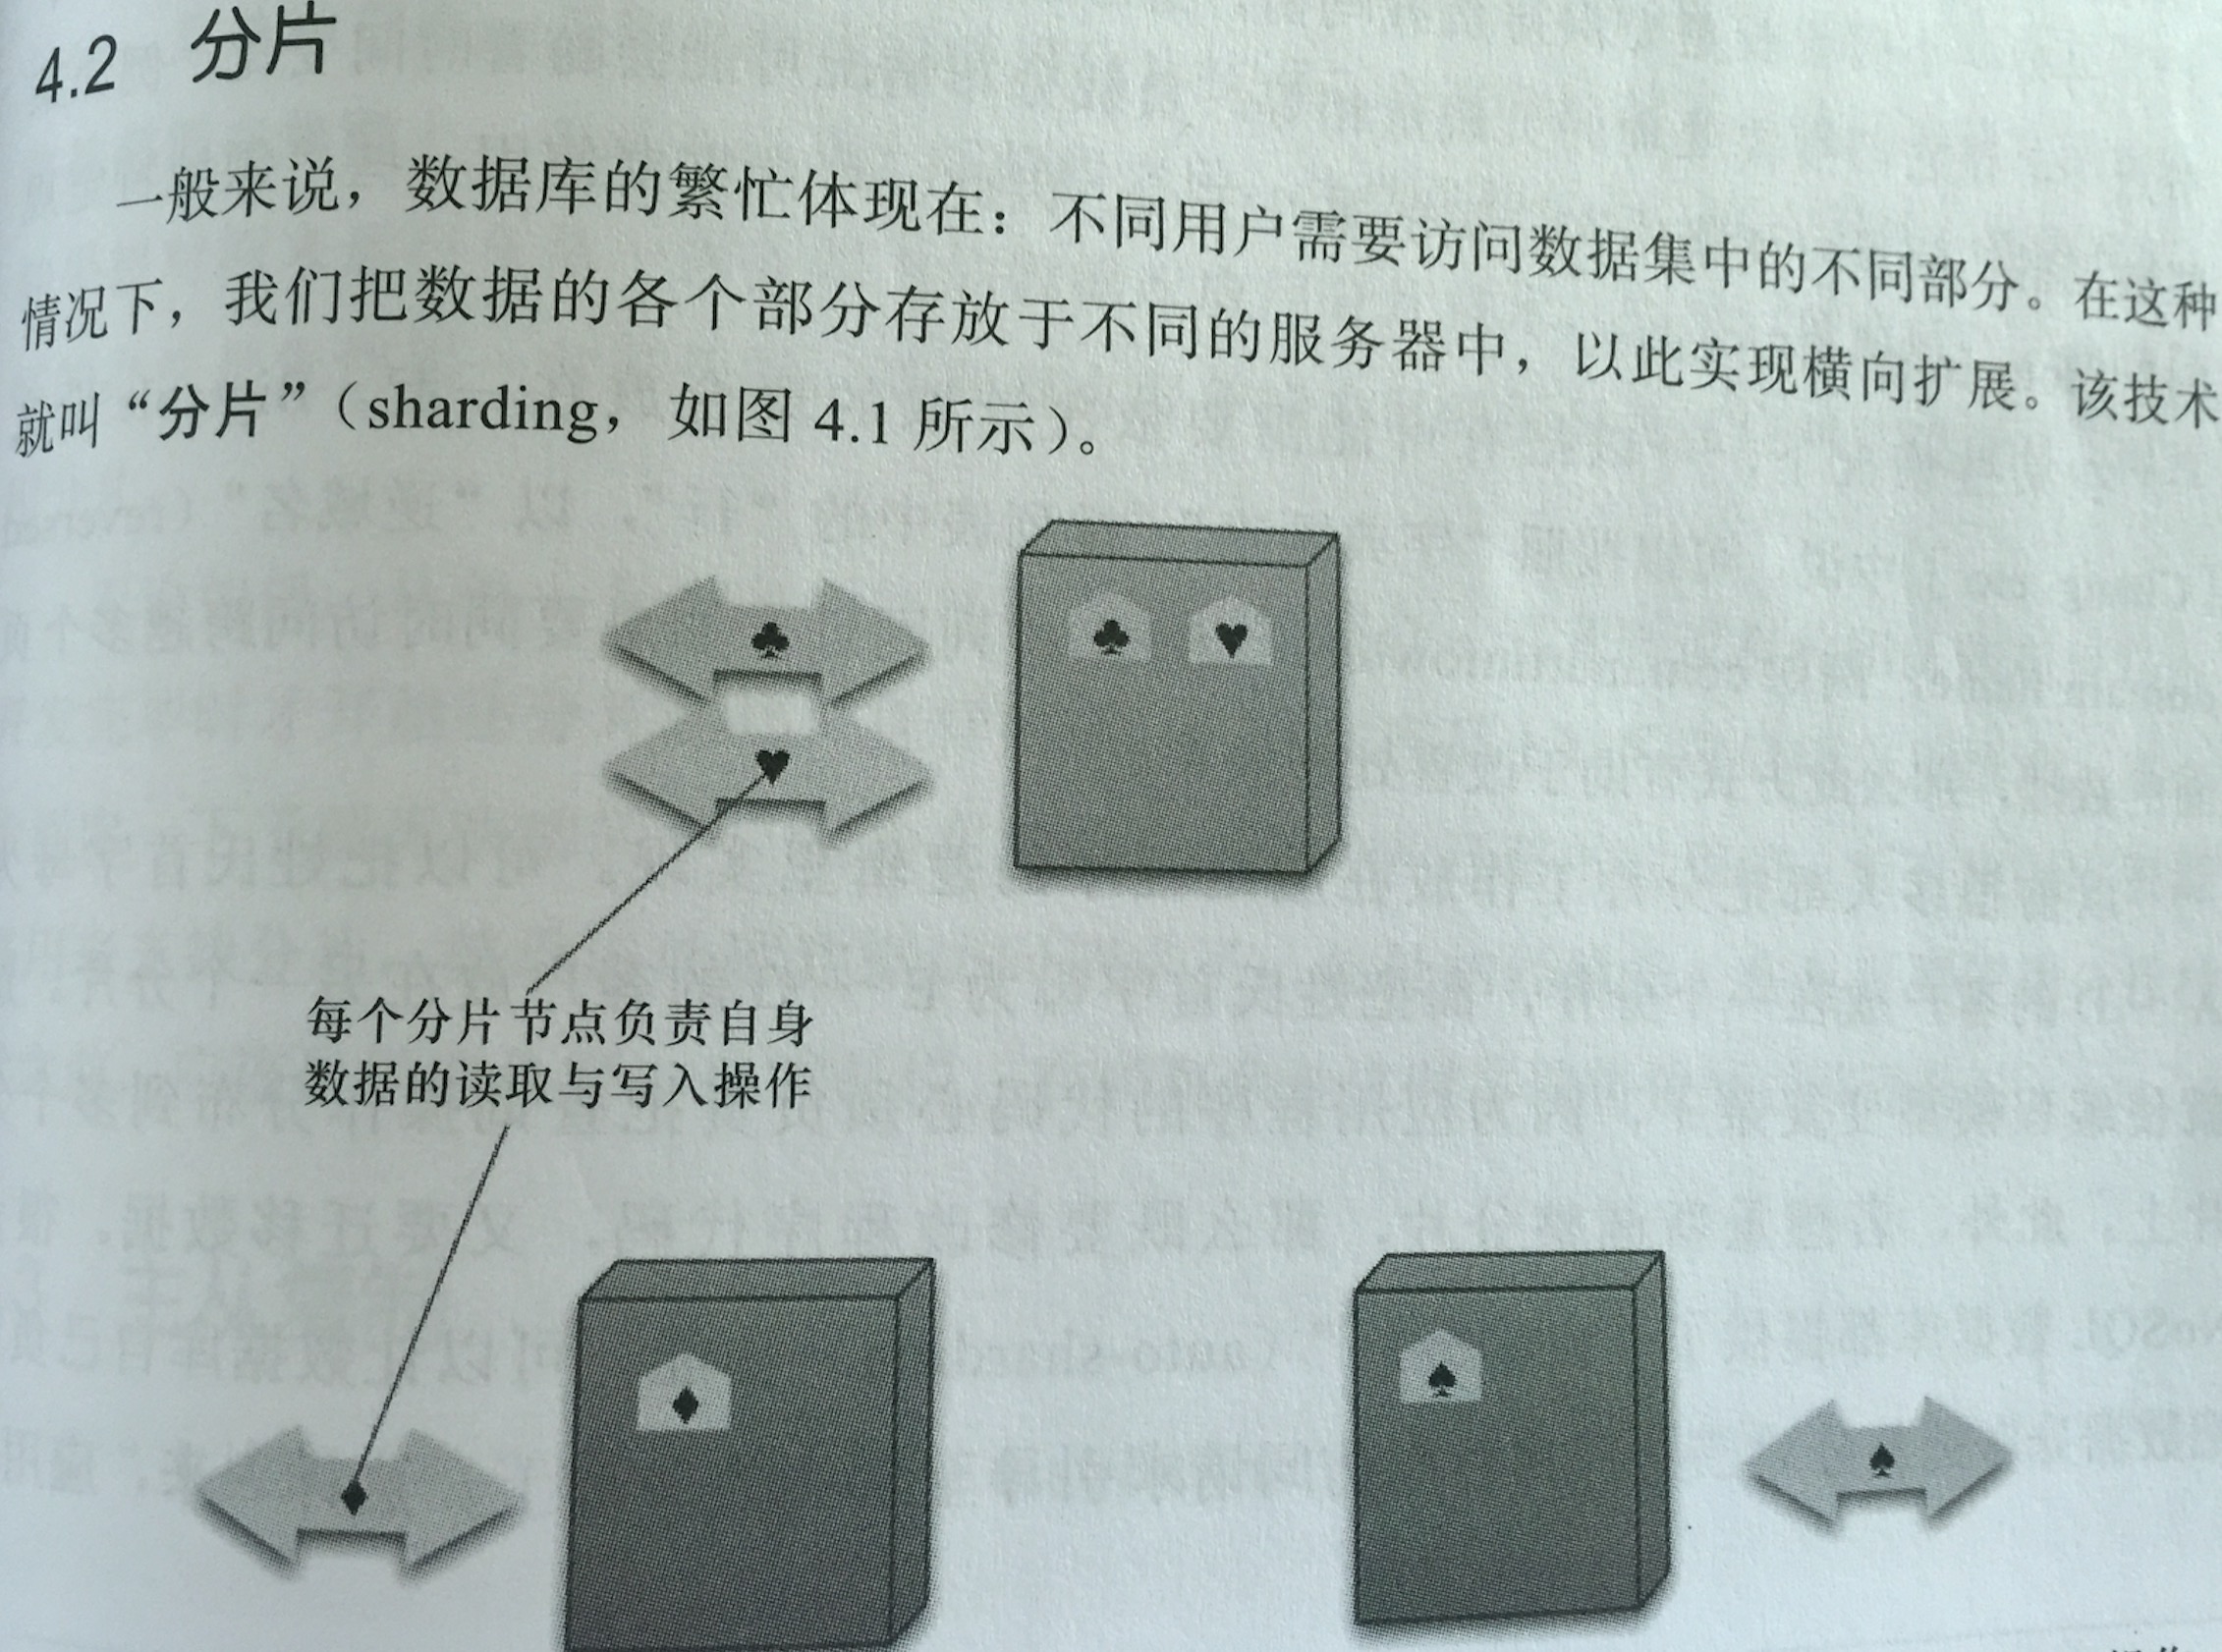 4.2 分片
一般来说，数据库的繁忙体现在：不同用户需要访问数据集中的不同部分。在这种
情况下，我们把数据的各个部分存放于不同的服务器中，以此实现横向扩展。该技术
就叫“分片”（sharding，如图 4.1 所示）。
每个分片节点负责自身
数据的读取与写入操作